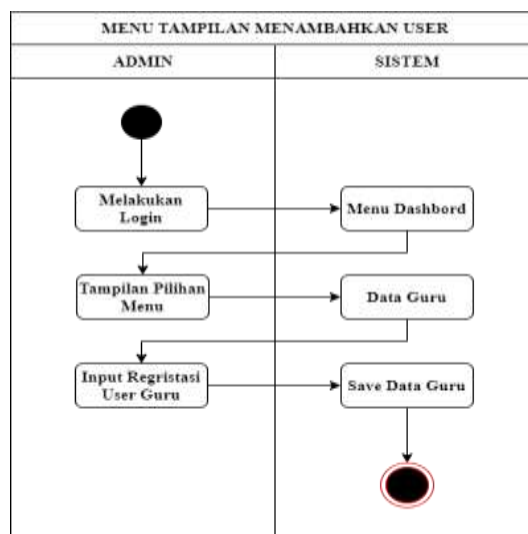 MENU TAMPILAN MENAMBAHKAN USER
ADMIN
SISTEM
Melakukan
Login
Menu Dashbord
Tampilan Pilihan
Menu
Data Guru
Input Regristasi
User Guru
Save Data Guru